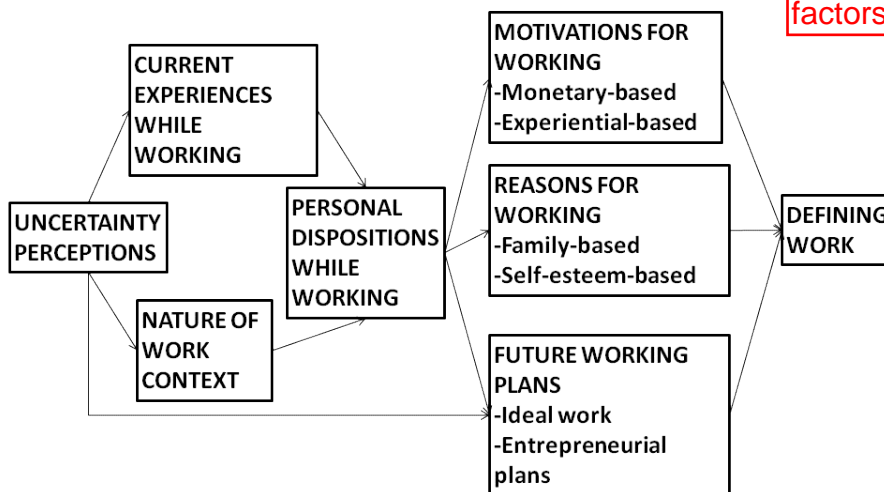 factors
CURRENT
EXPERIENCES
WHILE
WORKING
MOTIVATIONS FOR
WORKING
-Monetary-based
-Experiential-based
UNCERTAINTY
PERCEPTIONS
PERSONAL
DISPOSITIONS
WHILE
WORKING
REASONS FOR
WORKING
-Family-based
-Self-esteem-based
DEFINING
WORK
NATURE OF
WORK
CONTEXT
FUTURE WORKING
PLANS
-Ideal work
-Entrepreneurial
plans